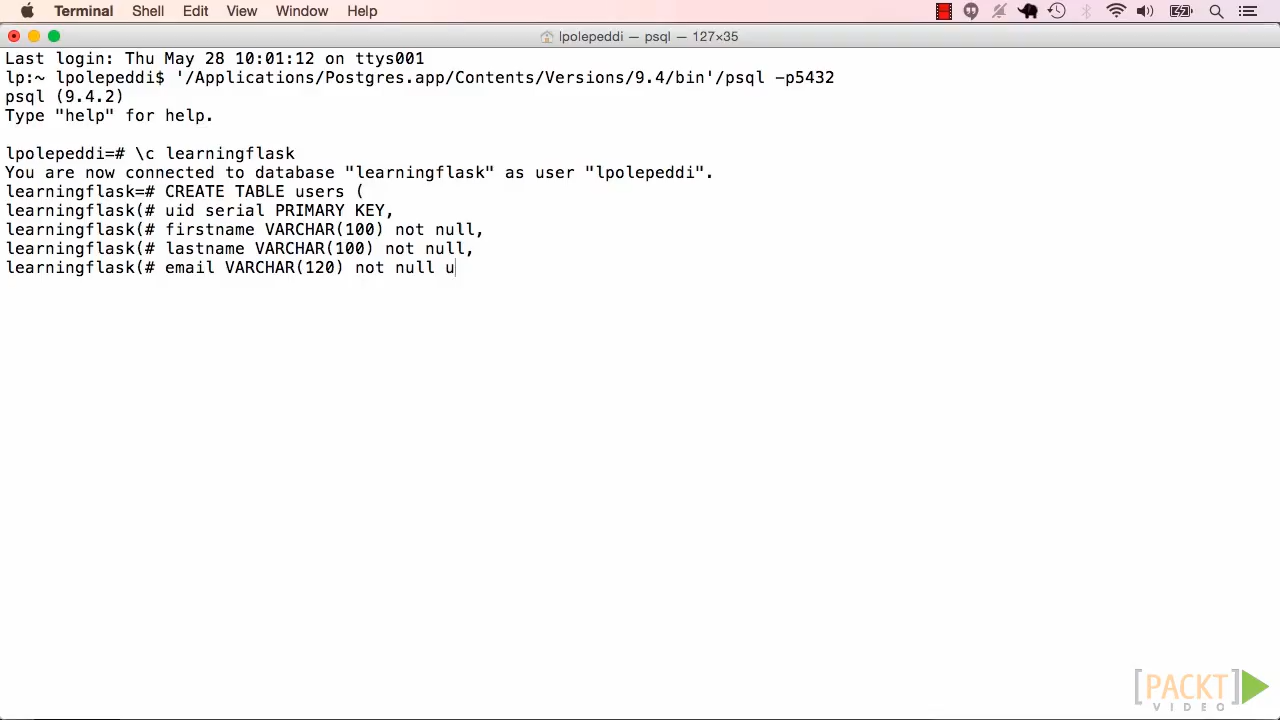 Terminal Shell Edit View Window Help
lpolepeddi — psql — 127×35
Last login: Thu May 28 10:01:12 on ttys001
lp:~ lpolepeddi$ '/Applications/Postgres.app/Contents/Versions/9.4/bin'/psql -p5432
psql (9.4.2)
Type "help" for help.
lpolepeddi=# \c learningflask
You are now connected to database "learningflask" as user "lpolepeddi".
learningflask=# CREATE TABLE users (
learningflask(# uid serial PRIMARY KEY,
learningflask(# firstname VARCHAR(100) not null,
learningflask(# lastname VARCHAR(100) not null,
learningflask(# email VARCHAR(120) not null u
[PACKT]
VIDEO